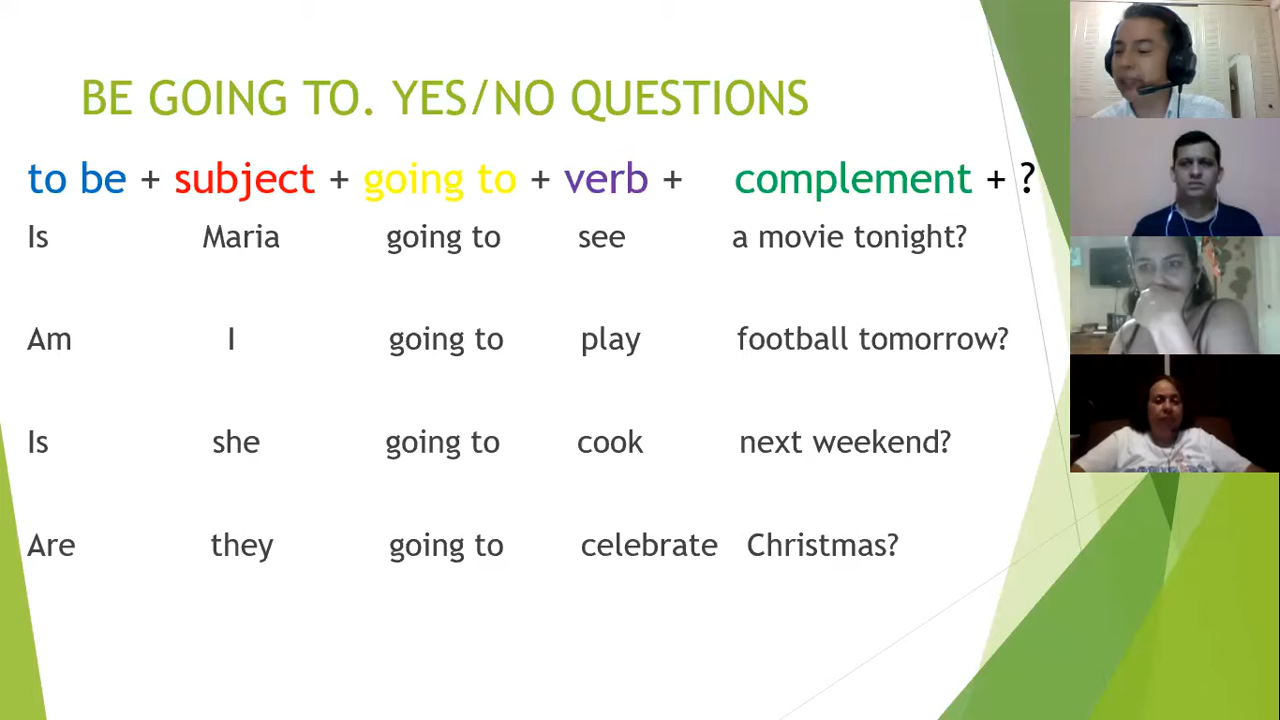 BE GOING TO. YES/NO QUESTIONS
to be + subject + going to + verb + complement + ?
Is Maria going to see a movie tonight?
Am I going to play football tomorrow?
Is she going to cook next weekend?
Are they going to celebrate Christmas?